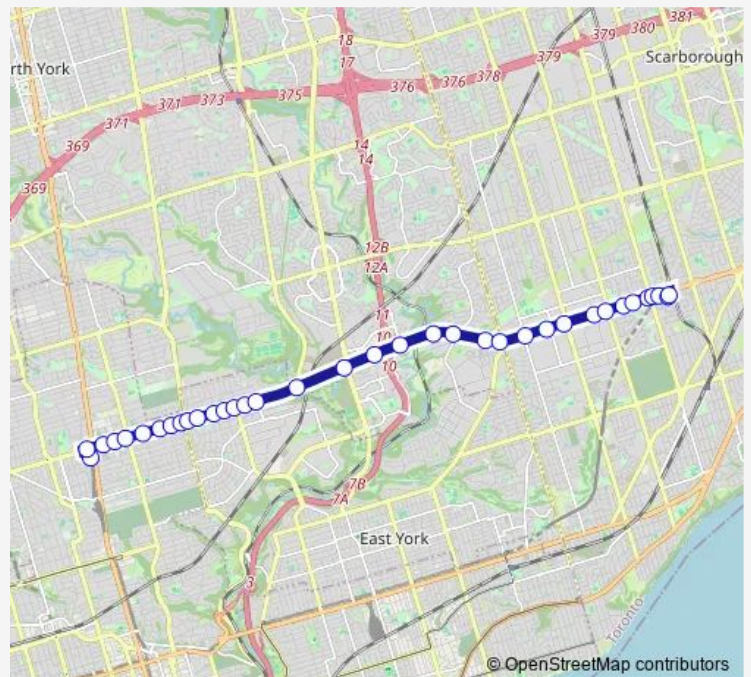 381
379
380
18
17
379
Scarborough
rth York
376
376
378
375
373
371
371
369
14
14
369
12B
12A
11
10
10
7B
7A
East York
3
Toronto
© OpenStreetMap contributors